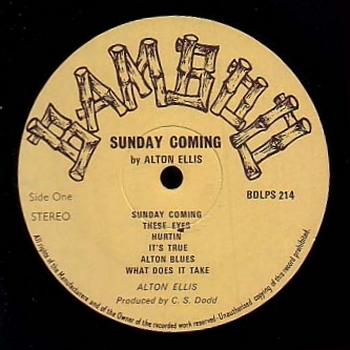 BAMBOO
SUNDAY COMING
by ALTON ELLIS
Side One
STEREO
BDLPS 214
SUNDAY COMING
THESE EYES
HURTIN
IT'S TRUE
ALTON BLUES
WHAT DOES IT TAKE
ALTON ELLIS
Produced by C. S. Dodd
All rights of the Manufacturers and of the Owner of the recorded work reserved - Unauthorised copying of this record prohibited.